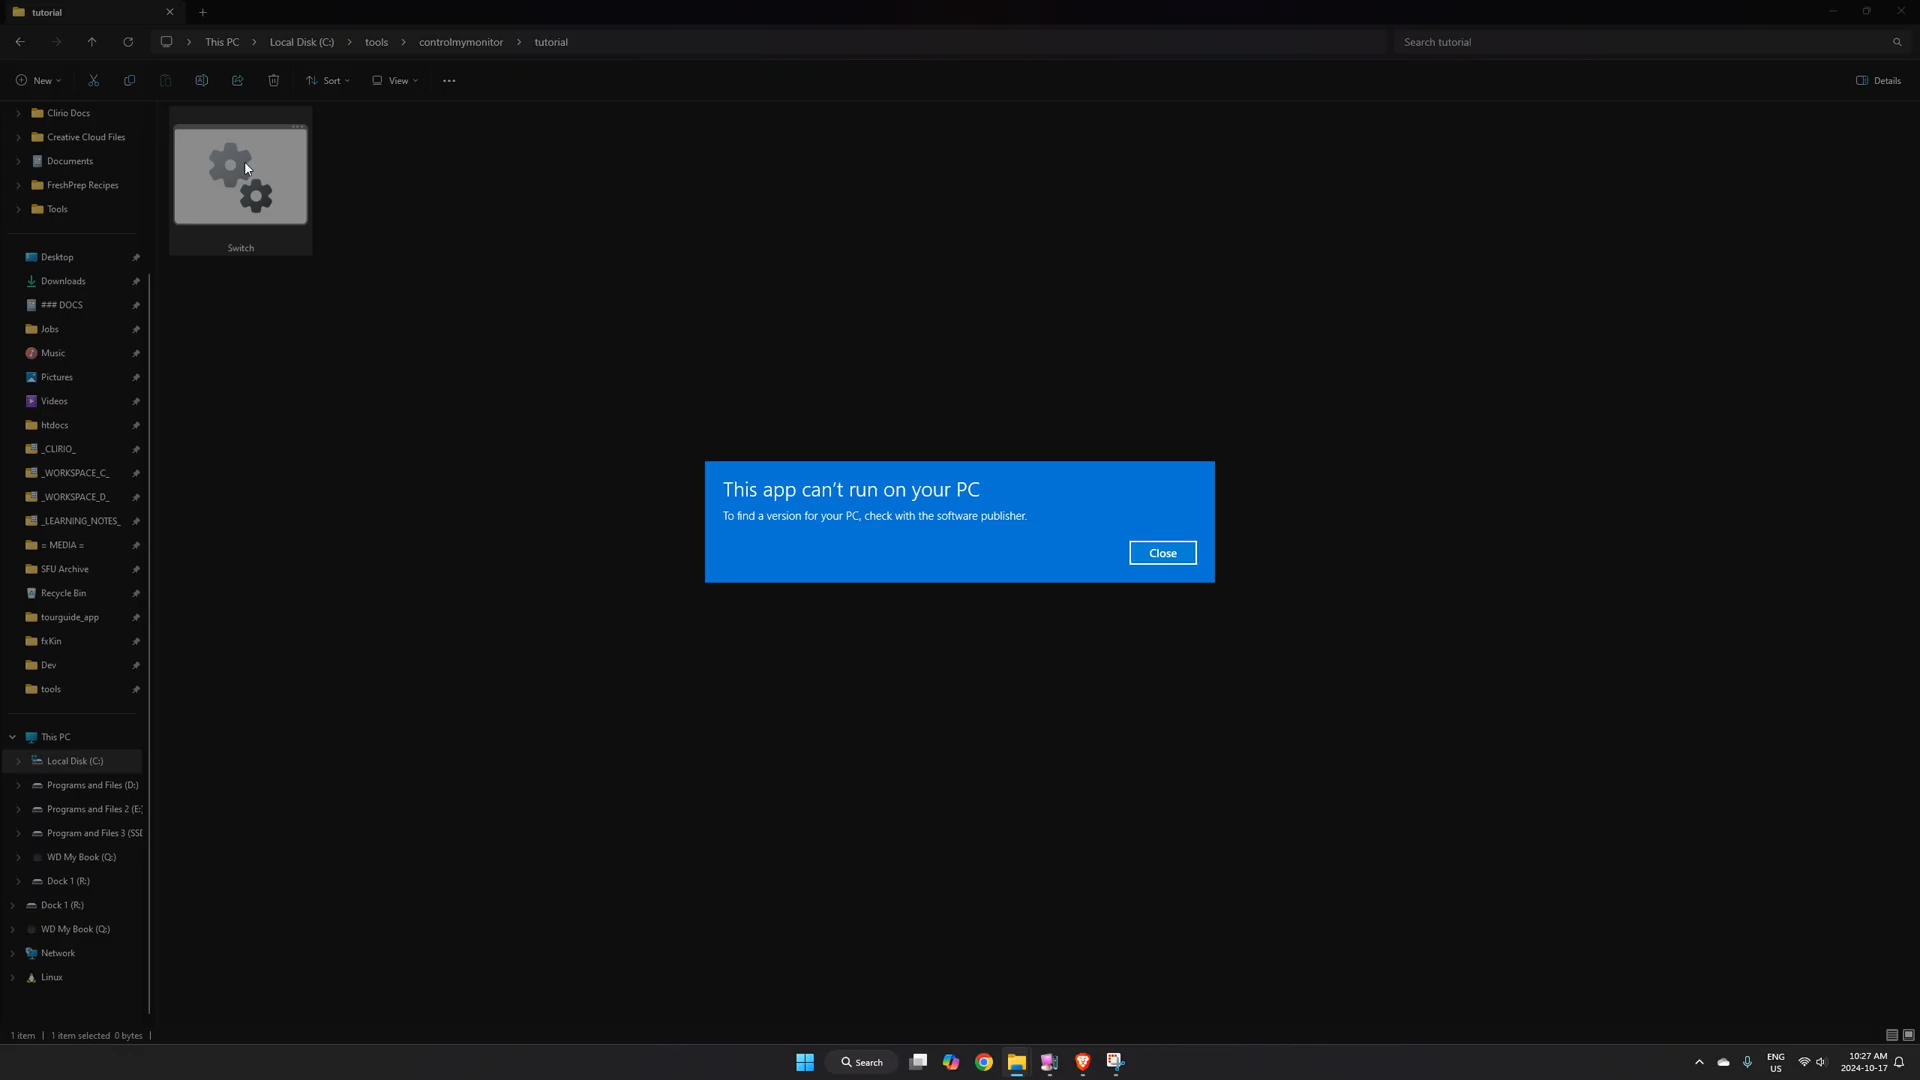 tutorial
This PC > Local Disk (C:) > tools > controlmymonitor > tutorial
Search tutorial
New
Sort
View
Details
Clirio Docs
Creative Cloud Files
Documents
FreshPrep Recipes
Tools
Desktop
Downloads
### DOCS
Jobs
Music
Pictures
Videos
htdocs
_CLIRIO_
_WORKSPACE_C_
_WORKSPACE_D_
_LEARNING_NOTES_
= MEDIA =
SFU Archive
Recycle Bin
tourguide_app
fxKin
Dev
tools
This PC
Local Disk (C:)
Programs and Files (D:)
Programs and Files 2 (E:
Program and Files 3 (SSD
WD My Book (Q:)
Dock 1 (R:)
Dock 1 (R:)
WD My Book (Q:)
Network
Linux
Switch
This app can't run on your PC
To find a version for your PC, check with the software publisher.
Close
1 item | 1 item selected 0 bytes |
Search
ENG
US
10:27 AM
2024-10-17